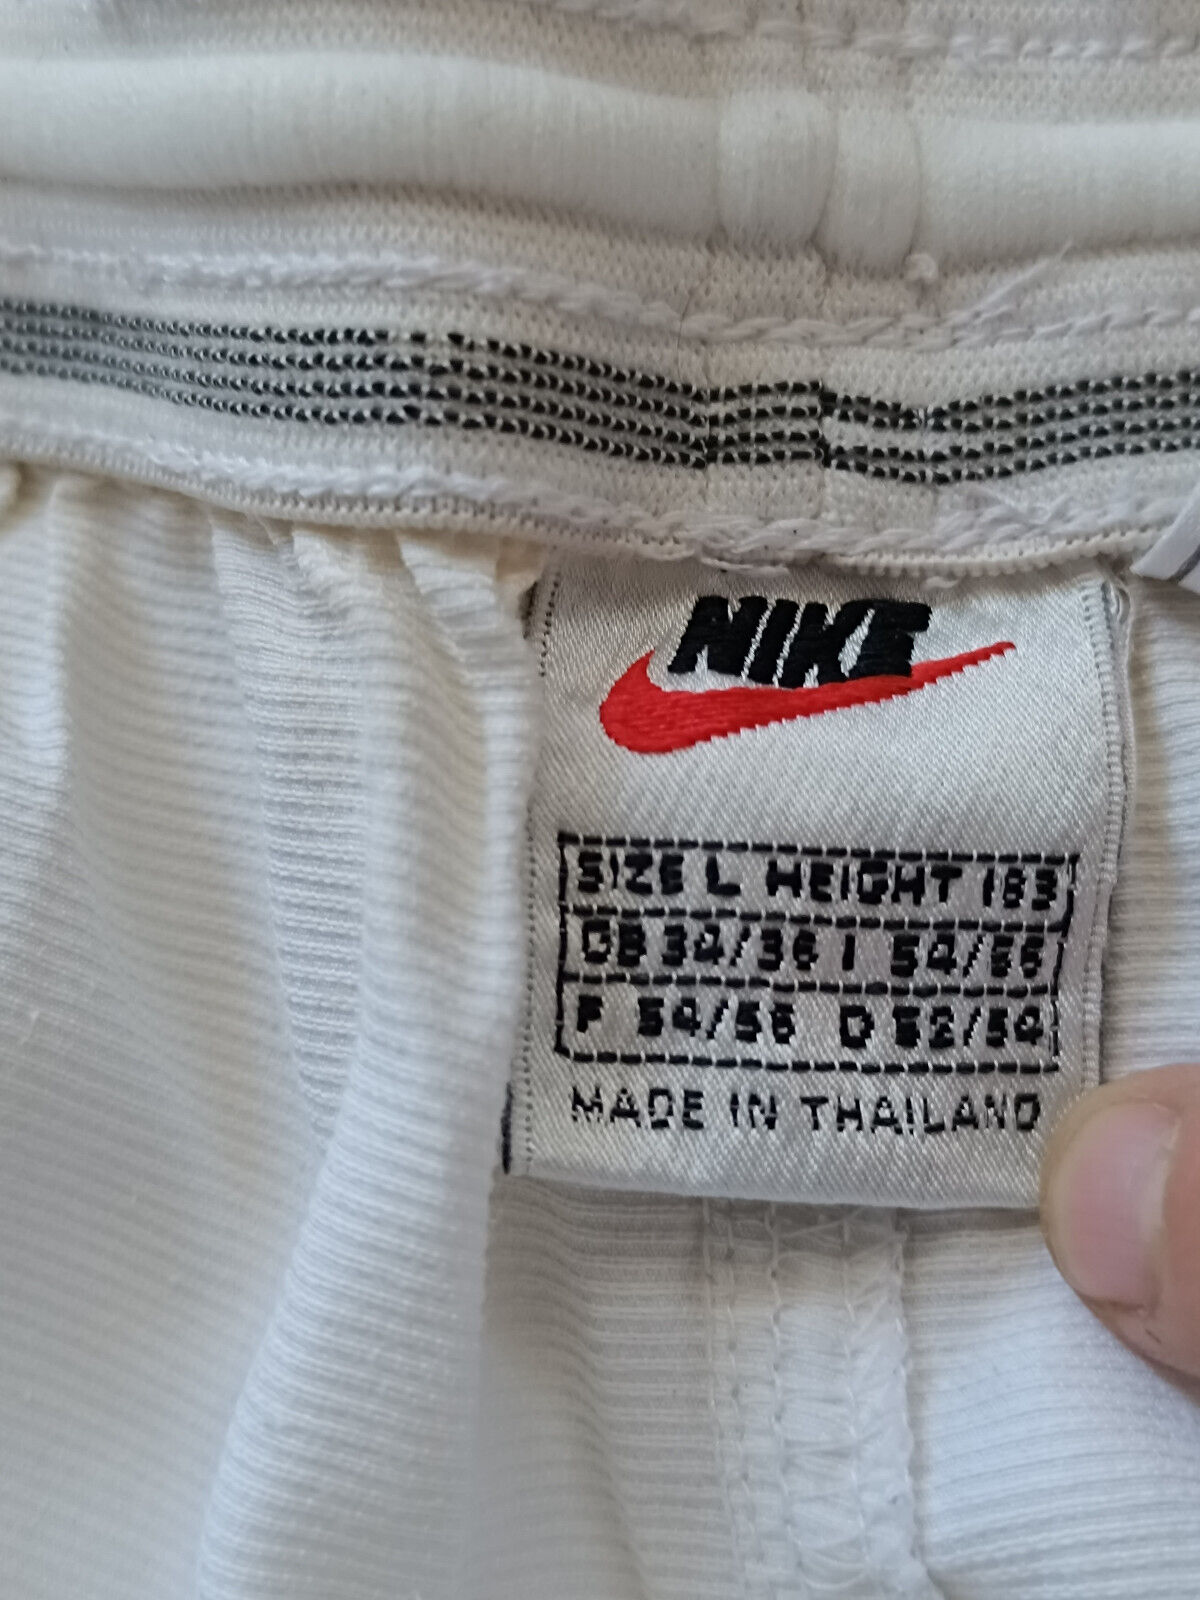 NIKE
SIZE L HEIGHT 183
GB 34/36 I 54/56
F 54/56 D 52/54
MADE IN THAILAND